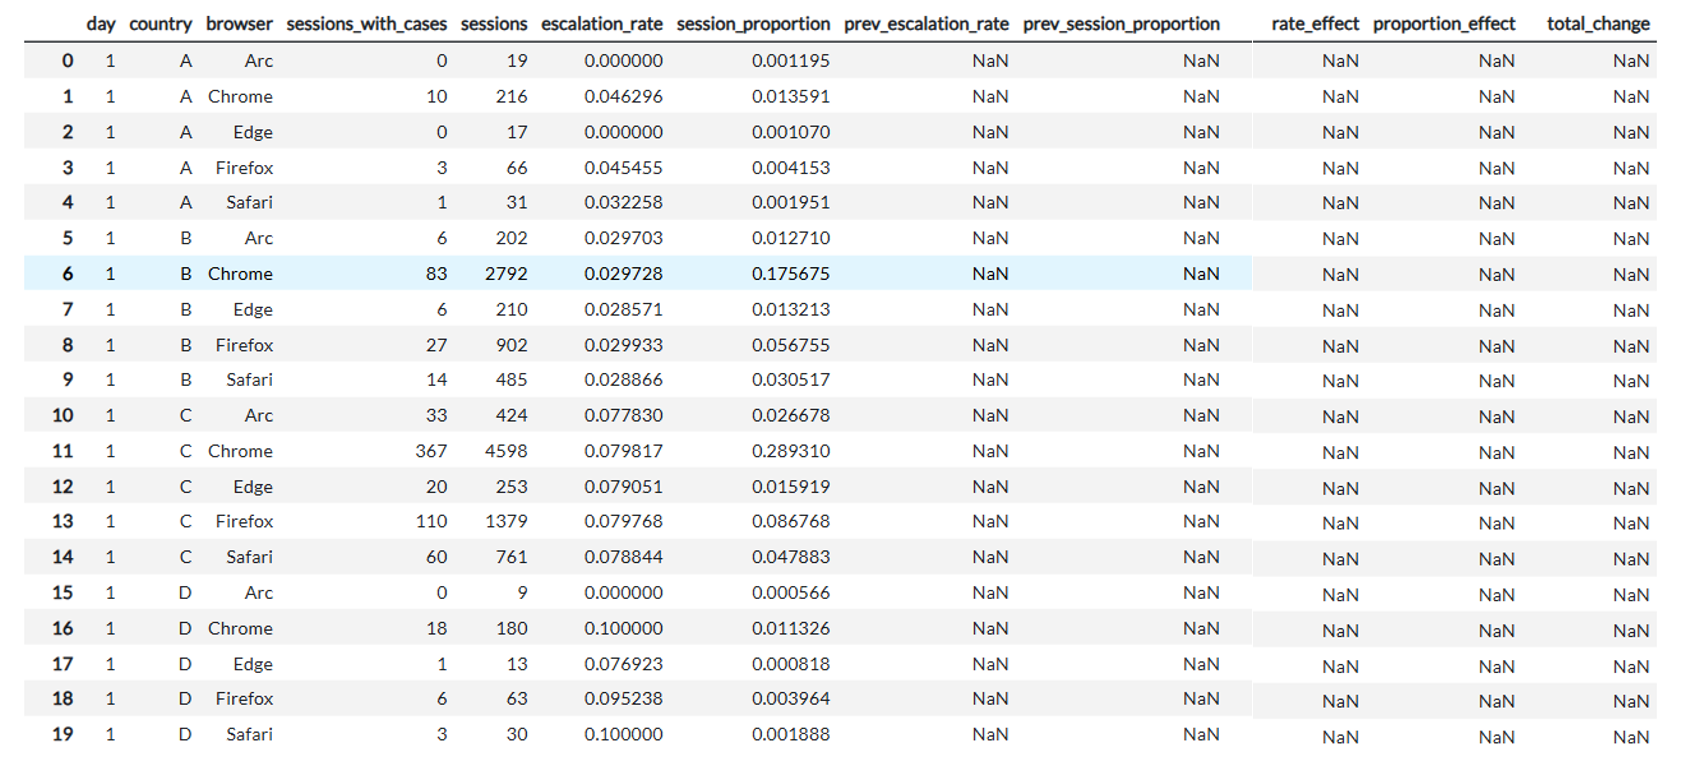 day country browser sessions_with_cases sessions escalation_rate session_proportion prev_escalation_rate prev_session_proportion rate_effect proportion_effect total_change
0 1 A Arc 0 19 0.000000 0.001195 NaN NaN NaN NaN NaN
1 1 A Chrome 10 216 0.046296 0.013591 NaN NaN NaN NaN NaN
2 1 A Edge 0 17 0.000000 0.001070 NaN NaN NaN NaN NaN
3 1 A Firefox 3 66 0.045455 0.004153 NaN NaN NaN NaN NaN
4 1 A Safari 1 31 0.032258 0.001951 NaN NaN NaN NaN NaN
5 1 B Arc 6 202 0.029703 0.012710 NaN NaN NaN NaN NaN
6 1 B Chrome 83 2792 0.029728 0.175675 NaN NaN NaN NaN NaN
7 1 B Edge 6 210 0.028571 0.013213 NaN NaN NaN NaN NaN
8 1 B Firefox 27 902 0.029933 0.056755 NaN NaN NaN NaN NaN
9 1 B Safari 14 485 0.028866 0.030517 NaN NaN NaN NaN NaN
10 1 C Arc 33 424 0.077830 0.026678 NaN NaN NaN NaN NaN
11 1 C Chrome 367 4598 0.079817 0.289310 NaN NaN NaN NaN NaN
12 1 C Edge 20 253 0.079051 0.015919 NaN NaN NaN NaN NaN
13 1 C Firefox 110 1379 0.079768 0.086768 NaN NaN NaN NaN NaN
14 1 C Safari 60 761 0.078844 0.047883 NaN NaN NaN NaN NaN
15 1 D Arc 0 9 0.000000 0.000566 NaN NaN NaN NaN NaN
16 1 D Chrome 18 180 0.100000 0.011326 NaN NaN NaN NaN NaN
17 1 D Edge 1 13 0.076923 0.000818 NaN NaN NaN NaN NaN
18 1 D Firefox 6 63 0.095238 0.003964 NaN NaN NaN NaN NaN
19 1 D Safari 3 30 0.100000 0.001888 NaN NaN NaN NaN NaN